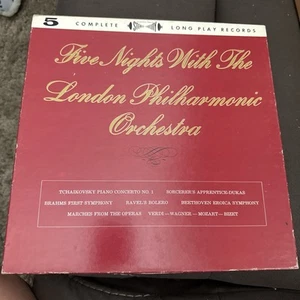 5 COMPLETE LONG PLAY RECORDS
Five Nights With The
London Philharmonic
Orchestra
TCHAIKOVSKY PIANO CONCERTO NO. 1 SORCERER'S APPRENTICE-DUKAS
BRAHMS FIRST SYMPHONY RAVEL'S BOLERO BEETHOVEN EROICA SYMPHONY
MARCHES FROM THE OPERAS VERDI—WAGNER—MOZART—BIZET